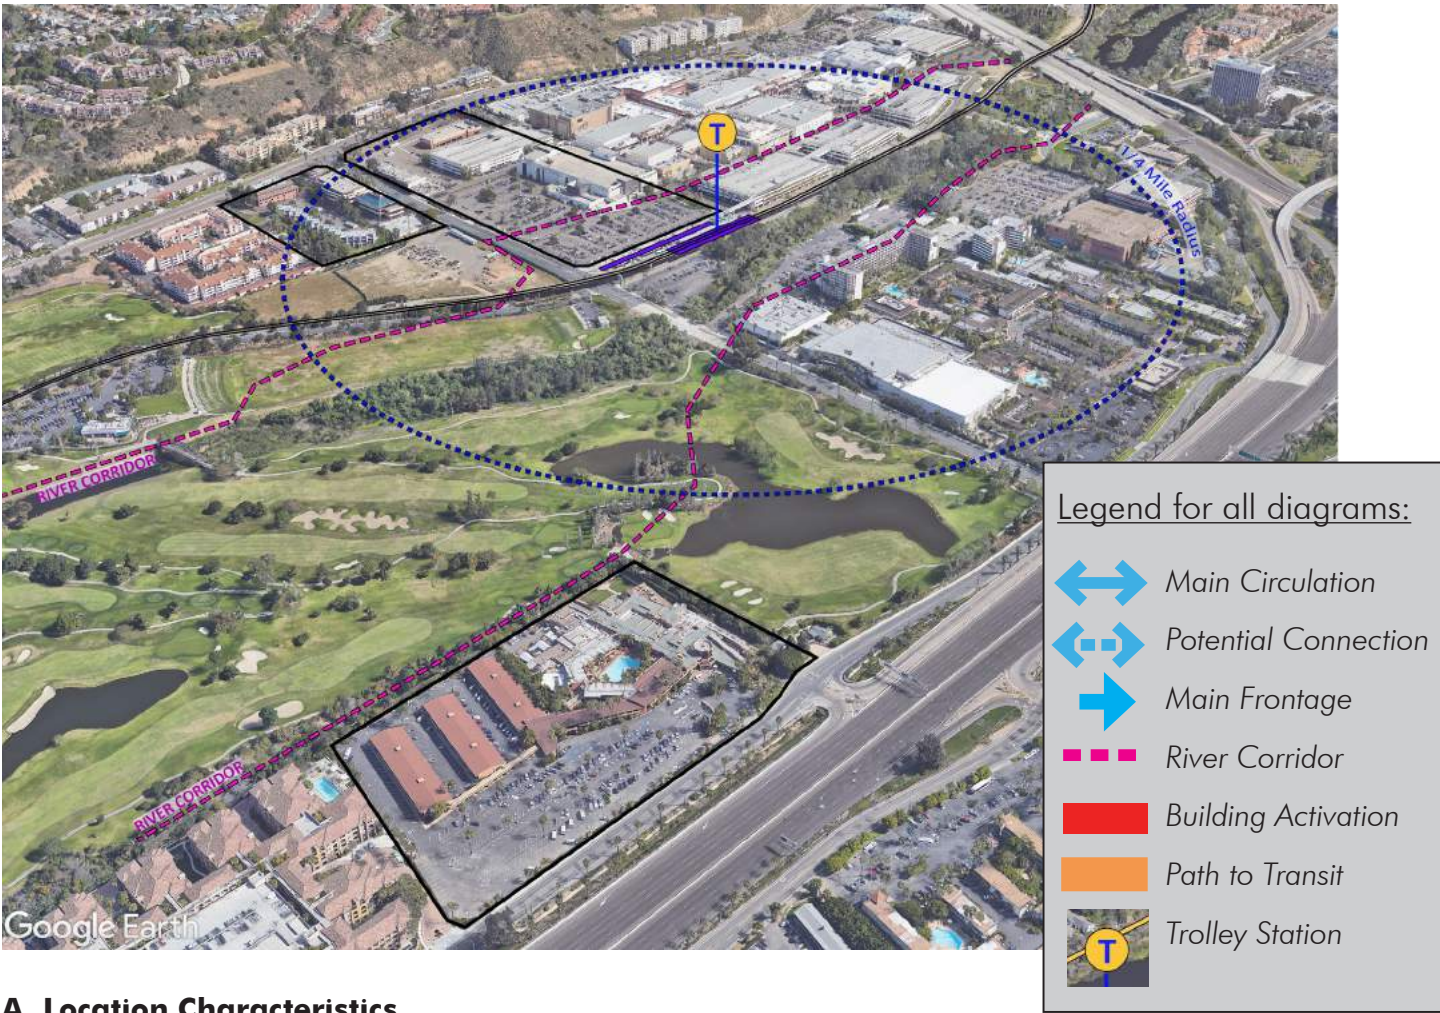 T
1/4 Mile Radius
RIVER CORRIDOR
RIVER CORRIDOR
Google Earth
Legend for all diagrams:
Main Circulation
Potential Connection
Main Frontage
River Corridor
Building Activation
Path to Transit
T
Trolley Station
A. Location Characteristics